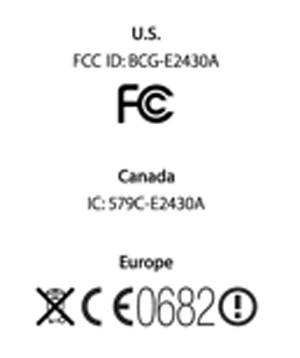 U.S.
FCC ID: BCG-E2430A
FC
Canada
IC: 579C-E2430A
Europe
CE0682